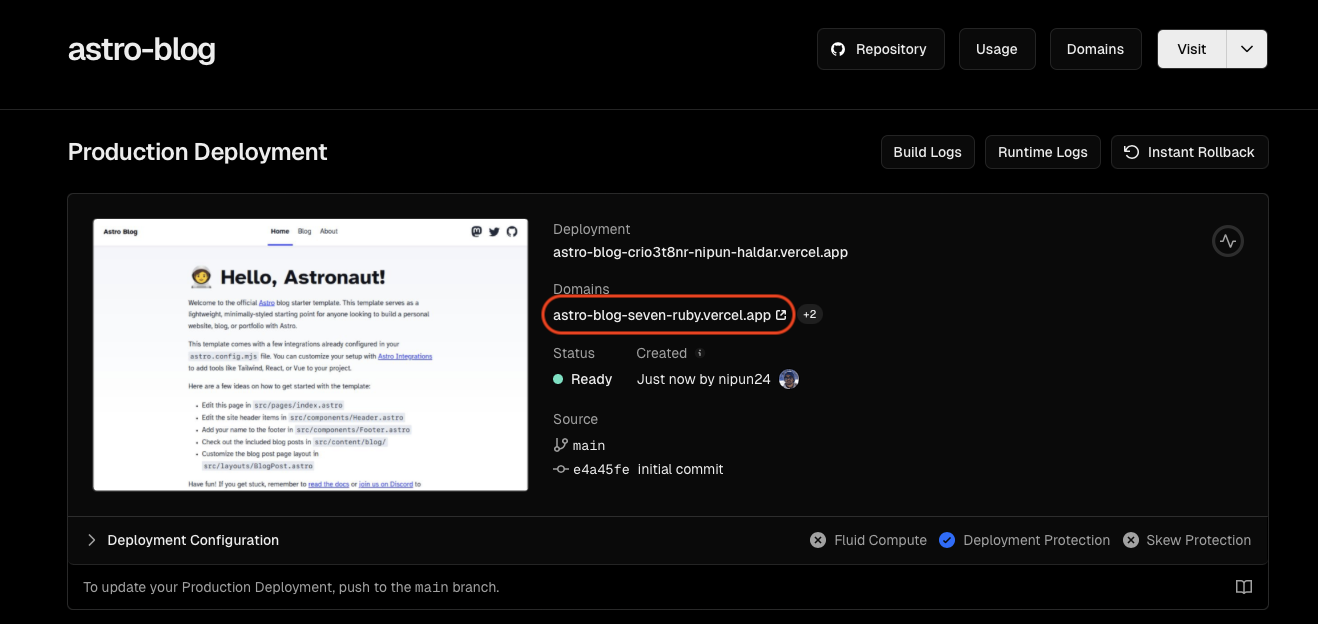 astro-blog
Repository
Usage
Domains
Visit
Production Deployment
Build Logs
Runtime Logs
Instant Rollback
Astro Blog
Home
Blog
About
🧑‍🚀 Hello, Astronaut!
Welcome to the official Astro blog starter template. This template serves as a
lightweight, minimally-styled starting point for anyone looking to build a personal
website, blog, or portfolio with Astro.
This template comes with a few integrations already configured in your
astro.config.mjs file. You can customize your setup with Astro Integrations
to add tools like Tailwind, React, or Vue to your project.
Here are a few ideas on how to get started with the template:
• Edit this page in src/pages/index.astro
• Edit the site header items in src/components/Header.astro
• Add your name to the footer in src/components/Footer.astro
• Check out the included blog posts in src/content/blog/
• Customize the blog post page layout in
src/layouts/BlogPost.astro
Have fun! If you get stuck, remember to read the docs or join us on Discord to
Deployment
astro-blog-crio3t8nr-nipun-haldar.vercel.app
Domains
astro-blog-seven-ruby.vercel.app
+2
Status
Created
Ready
Just now by nipun24
Source
main
e4a45fe initial commit
Deployment Configuration
Fluid Compute
Deployment Protection
Skew Protection
To update your Production Deployment, push to the main branch.